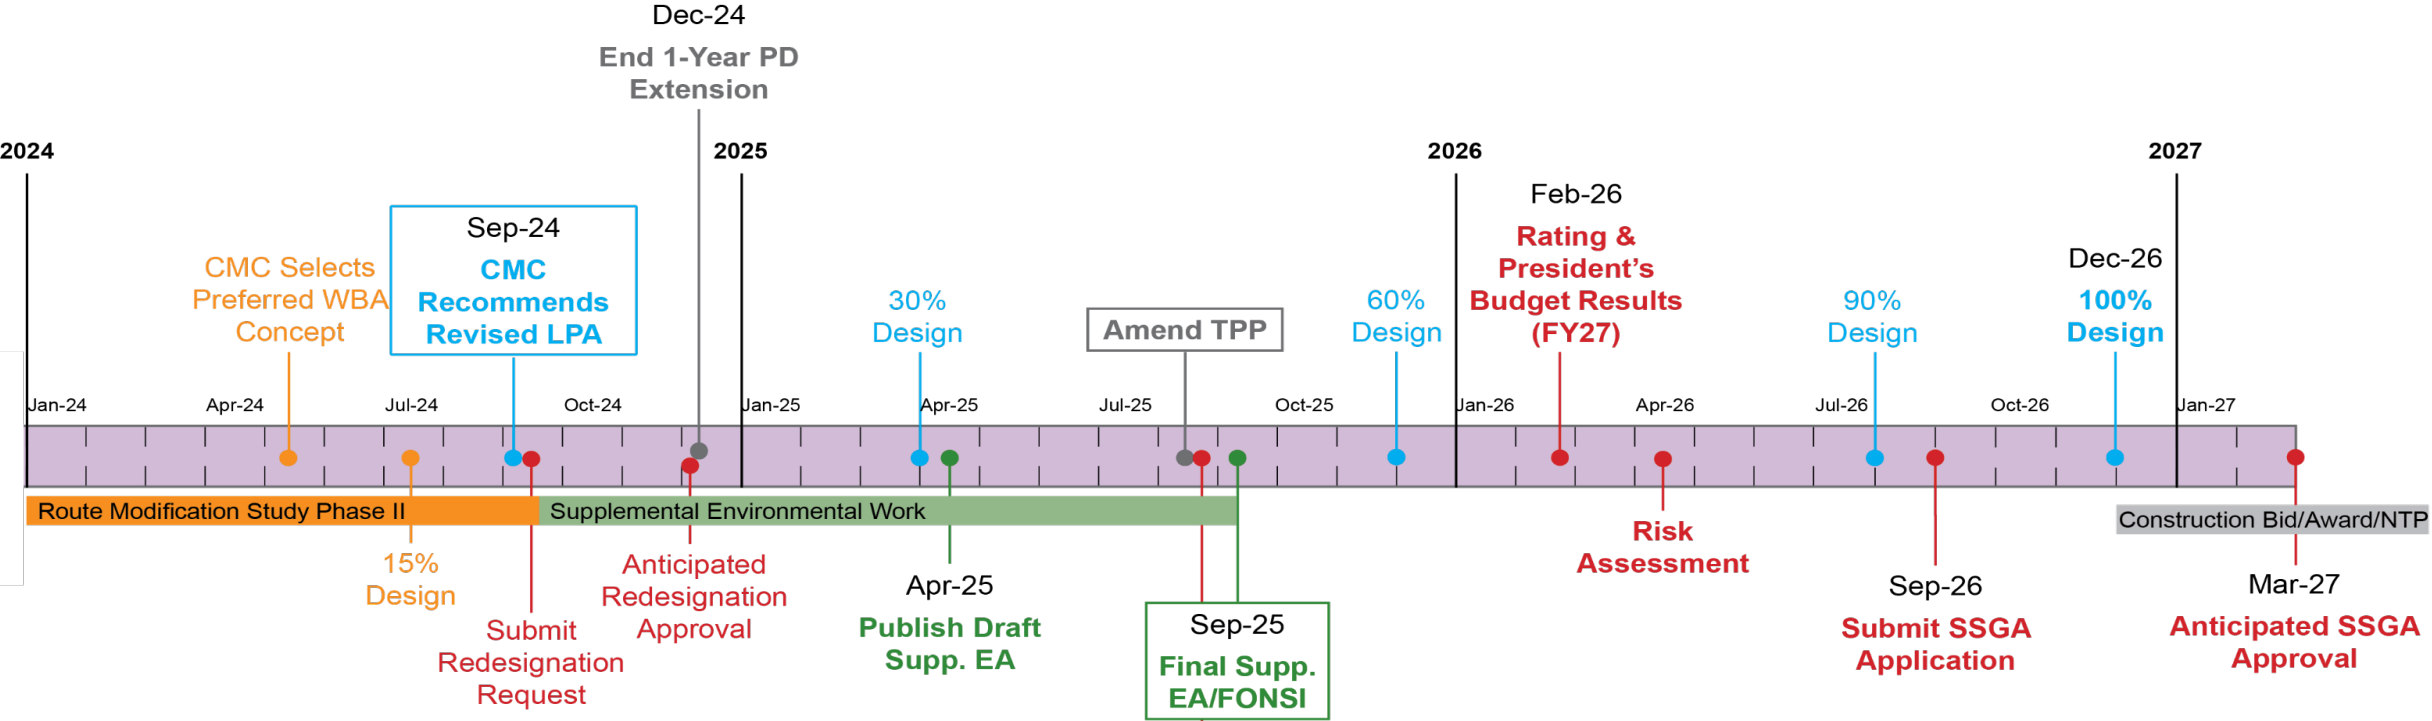 Dec-24
End 1-Year PD
Extension
2024
2025
2026
2027
Sep-24
CMC
Recommends
Revised LPA
CMC Selects
Preferred WBA
Concept
30%
Design
Amend TPP
60%
Design
Feb-26
Rating &
President’s
Budget Results
(FY27)
90%
Design
Dec-26
100%
Design
Jan-24
Apr-24
Jul-24
Oct-24
Jan-25
Apr-25
Jul-25
Oct-25
Jan-26
Apr-26
Jul-26
Oct-26
Jan-27
Route Modification Study Phase II
Supplemental Environmental Work
Construction Bid/Award/NTP
15%
Design
Submit
Redesignation
Request
Anticipated
Redesignation
Approval
Apr-25
Publish Draft
Supp. EA
Sep-25
Final Supp.
EA/FONSI
Risk
Assessment
Sep-26
Submit SSGA
Application
Mar-27
Anticipated SSGA
Approval